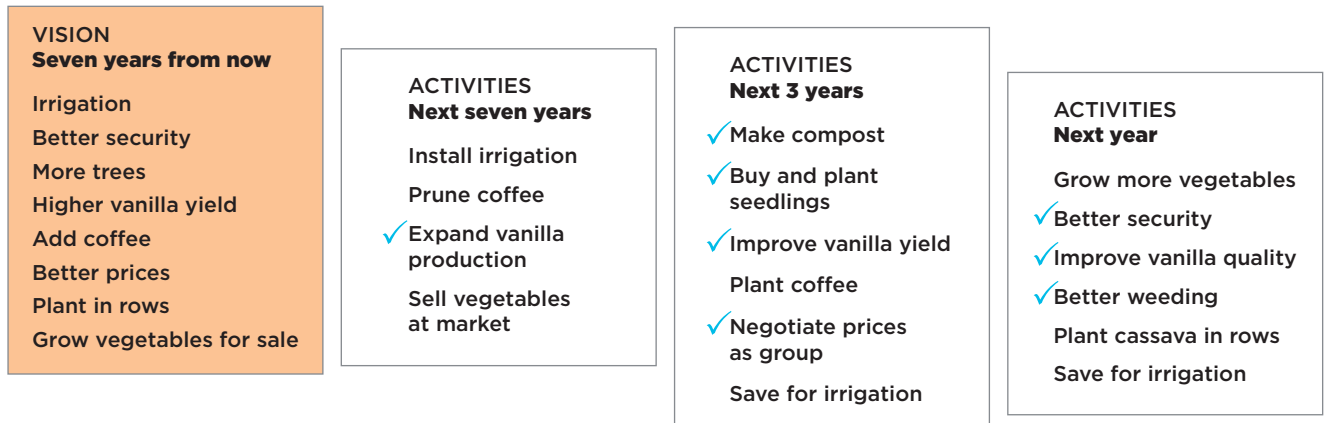 VISION
Seven years from now
Irrigation
Better security
More trees
Higher vanilla yield
Add coffee
Better prices
Plant in rows
Grow vegetables for sale
ACTIVITIES
Next seven years
Install irrigation
Prune coffee
Expand vanilla
production
Sell vegetables
at market
ACTIVITIES
Next 3 years
Make compost
Buy and plant
seedlings
Improve vanilla yield
Plant coffee
Negotiate prices
as group
Save for irrigation
ACTIVITIES
Next year
Grow more vegetables
Better security
Improve vanilla quality
Better weeding
Plant cassava in rows
Save for irrigation